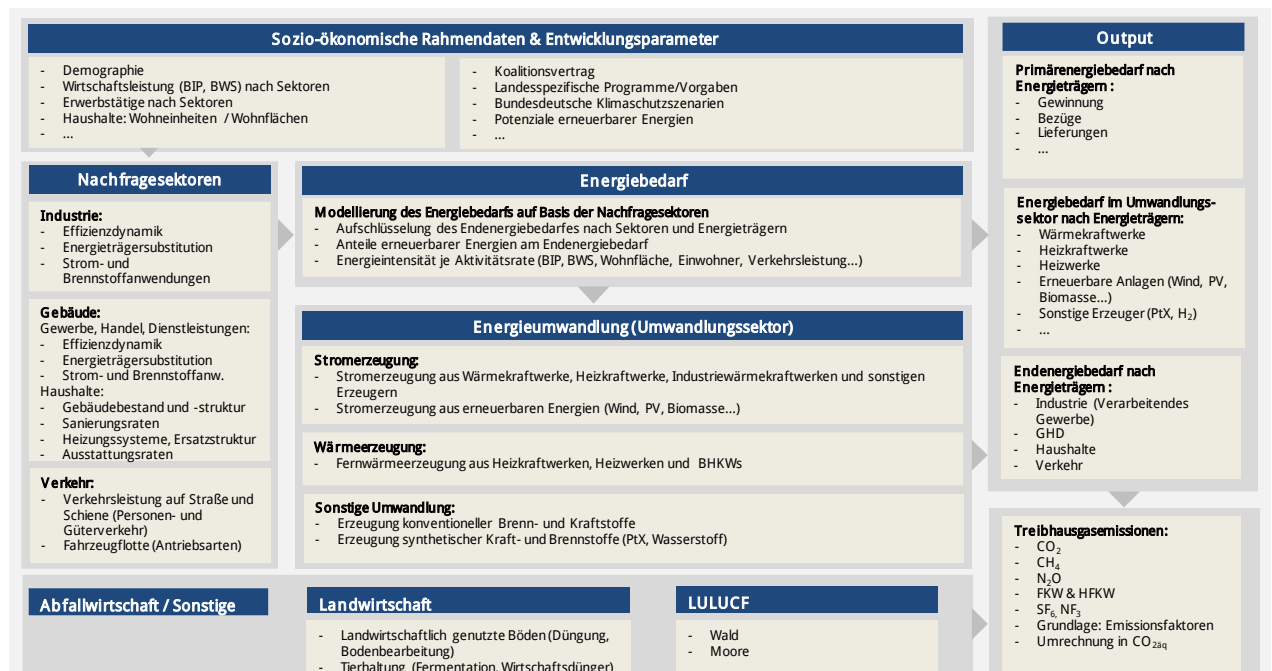 Sozio-ökonomische Rahmendaten & Entwicklungsparameter
- Demographie
- Wirtschaftsleistung (BIP, BWS) nach Sektoren
- Erwerbstätige nach Sektoren
- Haushalte: Wohneinheiten / Wohnflächen
- ...
- Koalitionsvertrag
- Landesspezifische Programme/Vorgaben
- Bundesdeutsche Klimaschutzszenarien
- Potenziale erneuerbarer Energien
- ...
Nachfragesektoren
Industrie:
- Effizienzdynamik
- Energieträgersubstitution
- Strom- und
Brennstoffanwendungen
Gebäude:
Gewerbe, Handel, Dienstleistungen:
- Effizienzdynamik
- Energieträgersubstitution
- Strom- und Brennstoffanw.
Haushalte:
- Gebäudebestand und -struktur
- Sanierungsraten
- Heizungssysteme, Ersatzstruktur
- Ausstattungsraten
Verkehr:
- Verkehrsleistung auf Straße und
Schiene (Personen- und
Güterverkehr)
- Fahrzeugflotte (Antriebsarten)
Energiebedarf
Modellierung des Energiebedarfs auf Basis der Nachfragesektoren
- Aufschlüsselung des Endenergiebedarfes nach Sektoren und Energieträgern
- Anteile erneuerbarer Energien am Endenergiebedarf
- Energieintensität je Aktivitätsrate (BIP, BWS, Wohnfläche, Einwohner, Verkehrsleistung...)
Energieumwandlung (Umwandlungssektor)
Stromerzeugung:
- Stromerzeugung aus Wärmekraftwerke, Heizkraftwerke, Industriewärmekraftwerken und sonstigen
Erzeugern
- Stromerzeugung aus erneuerbaren Energien (Wind, PV, Biomasse...)
Wärmeerzeugung:
- Fernwärmeerzeugung aus Heizkraftwerken, Heizwerken und BHKWs
Sonstige Umwandlung:
- Erzeugung konventioneller Brenn- und Kraftstoffe
- Erzeugung synthetischer Kraft- und Brennstoffe (PtX, Wasserstoff)
Output
Primärenergiebedarf nach
Energieträgern :
- Gewinnung
- Bezüge
- Lieferungen
- ...
Energiebedarf im Umwandlungs-
sektor nach Energieträgern:
- Wärmekraftwerke
- Heizkraftwerke
- Heizwerke
- Erneuerbare Anlagen (Wind, PV,
Biomasse...)
- Sonstige Erzeuger (PtX, H₂)
- ...
Endenergiebedarf nach
Energieträgern :
- Industrie (Verarbeitendes
Gewerbe)
- GHD
- Haushalte
- Verkehr
Treibhausgasemissionen:
- CO₂
- CH₄
- N₂O
- FKW & HFKW
- SF₆, NF₃
- Grundlage: Emissionsfaktoren
- Umrechnung in CO₂äq
Abfallwirtschaft / Sonstige
Landwirtschaft
- Landwirtschaftlich genutzte Böden (Düngung,
Bodenbearbeitung)
- Tierhaltung (Fermentation, Wirtschaftsdünger)
LULUCF
- Wald
- Moore